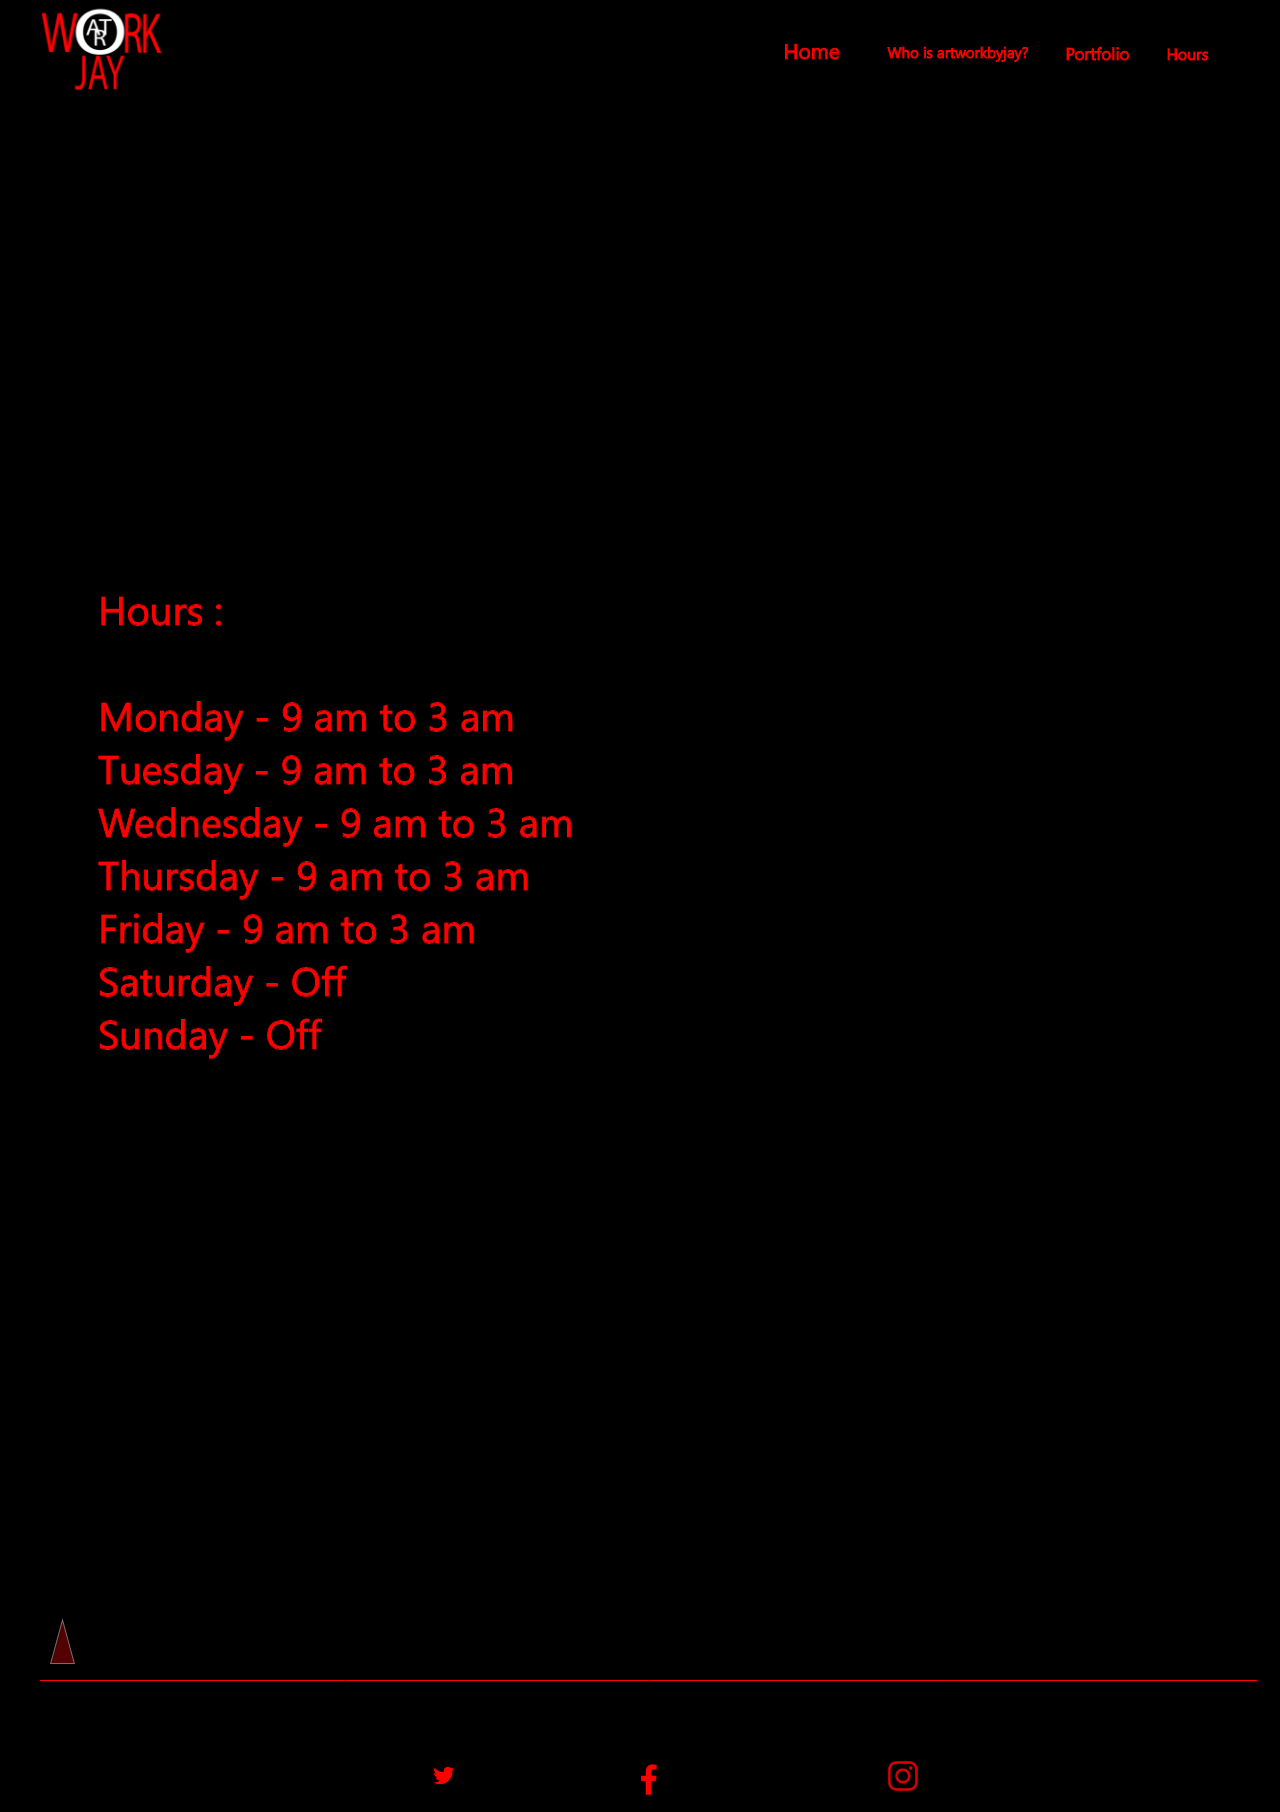 WORK
ATR
JAY
Home
Who is artworkbyjay?
Portfolio
Hours
Hours :
Monday - 9 am to 3 am
Tuesday - 9 am to 3 am
Wednesday - 9 am to 3 am
Thursday - 9 am to 3 am
Friday - 9 am to 3 am
Saturday - Off
Sunday - Off